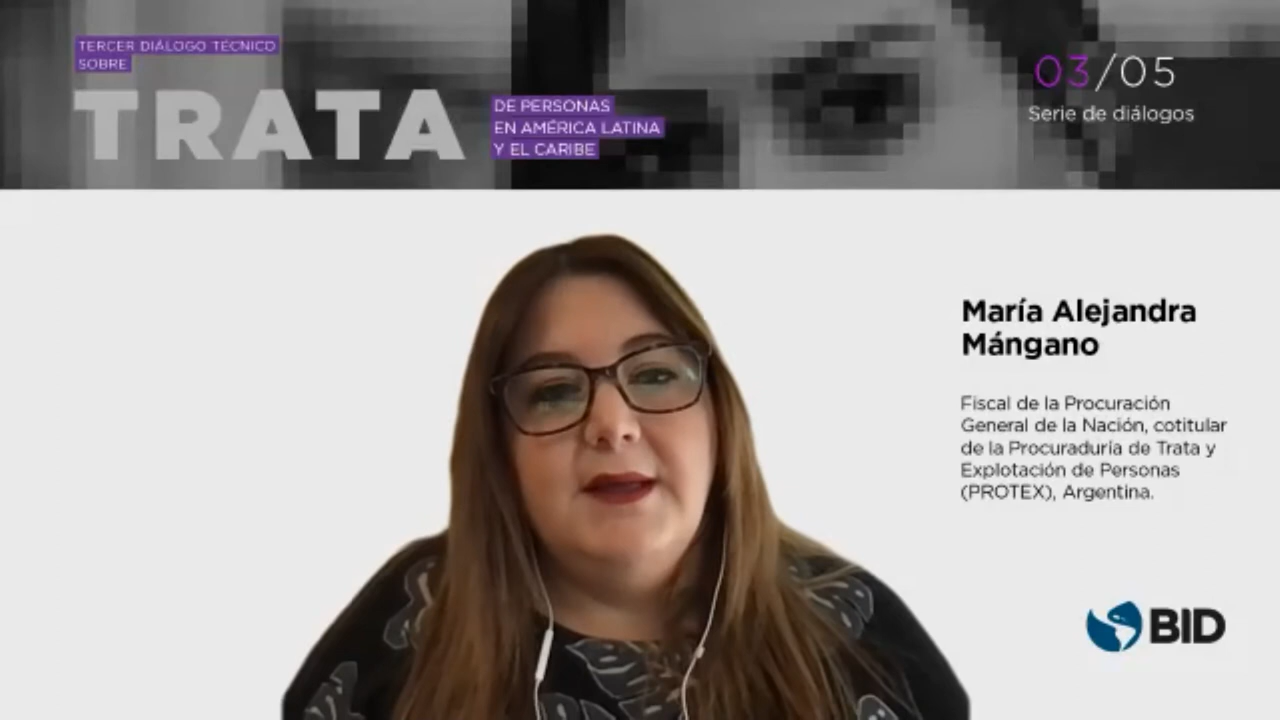 TERCER DIÁLOGO TÉCNICO
SOBRE
TRATA
DE PERSONAS
EN AMÉRICA LATINA
Y EL CARIBE
03/05
Serie de diálogos
María Alejandra
Mángano
Fiscal de la Procuración
General de la Nación, cotitular
de la Procuraduría de Trata y
Explotación de Personas
(PROTEX), Argentina.
BID